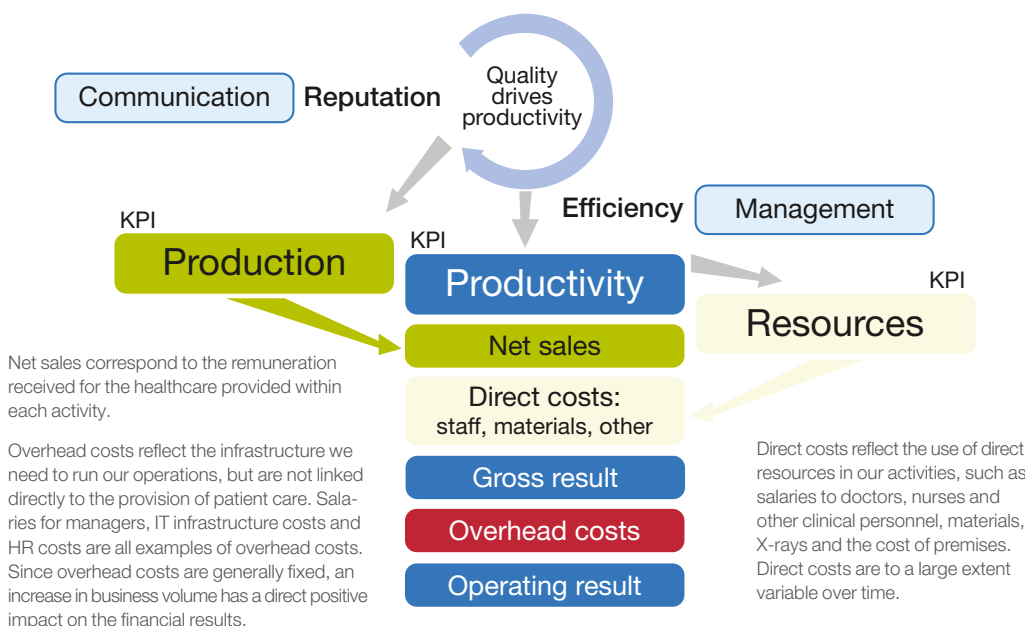 Quality
drives
productivity
Communication
Reputation
Efficiency
Management
KPI
Production
KPI
Productivity
KPI
Resources
Net sales
Direct costs:
staff, materials, other
Gross result
Overhead costs
Operating result
Net sales correspond to the remuneration
received for the healthcare provided within
each activity.
Overhead costs reflect the infrastructure we
need to run our operations, but are not linked
directly to the provision of patient care. Sala-
ries for managers, IT infrastructure costs and
HR costs are all examples of overhead costs.
Since overhead costs are generally fixed, an
increase in business volume has a direct positive
impact on the financial results.
Direct costs reflect the use of direct
resources in our activities, such as
salaries to doctors, nurses and
other clinical personnel, materials,
X-rays and the cost of premises.
Direct costs are to a large extent
variable over time.